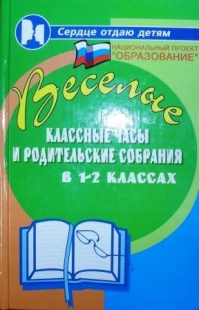 Сердце отдаю детям
НАЦИОНАЛЬНЫЙ ПРОЕКТ
"ОБРАЗОВАНИЕ"
Веселые
КЛАССНЫЕ ЧАСЫ
И РОДИТЕЛЬСКИЕ СОБРАНИЯ
В 1-2 КЛАССАХ